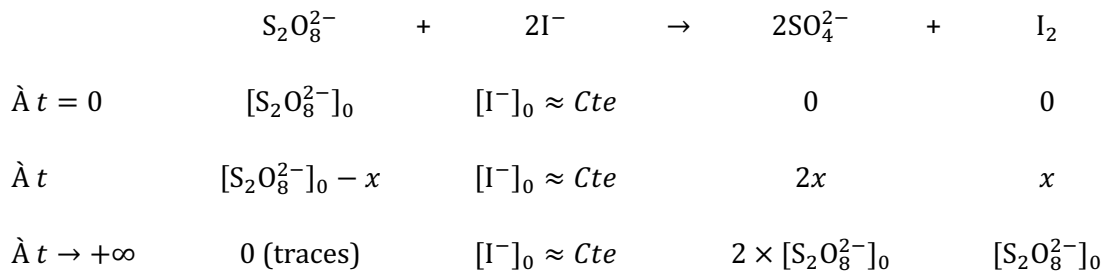 S₂O₈²⁻ + 2I⁻ → 2SO₄²⁻ + I₂
À t = 0 [S₂O₈²⁻]₀ [I⁻]₀ ≈ Cte 0 0
À t [S₂O₈²⁻]₀ − x [I⁻]₀ ≈ Cte 2x x
À t → +∞ 0 (traces) [I⁻]₀ ≈ Cte 2 × [S₂O₈²⁻]₀ [S₂O₈²⁻]₀